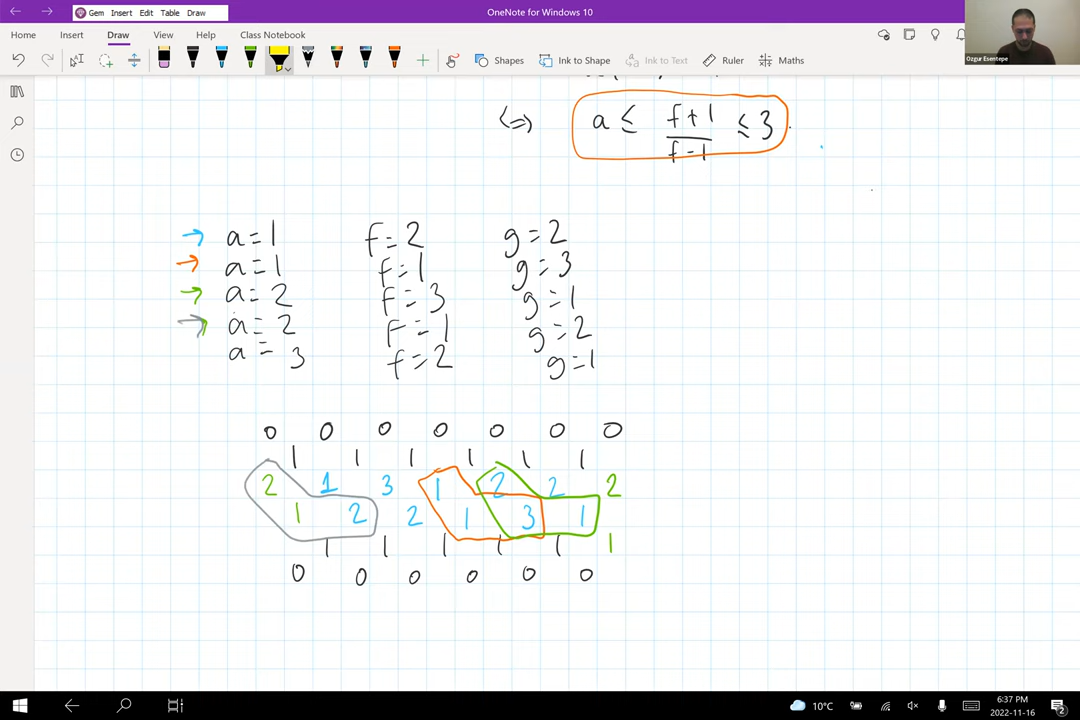 Gem Insert Item Table Draw
OneNote for Windows 10
Home Insert Draw View Help Class Notebook
Shapes Ink to Shape Ink to Text Ruler Maths
Ozgur Esentepe
<=> a ≤ f+1 / f-1 ≤ 3.
→ a=1 f=2 g=2
→ a=1 f=1 g=3
→ a=2 f=3 g=1
→ a=2 f=1 g=2
a=3 f=2 g=1
0 0 0 0 0 0 0
1 1 1 1 1 1
2 1 3 1 2 2 2
1 2 2 1 3 1
1 1 1 1 1 1
0 0 0 0 0 0
10°C
6:37 PM
2022-11-16
2